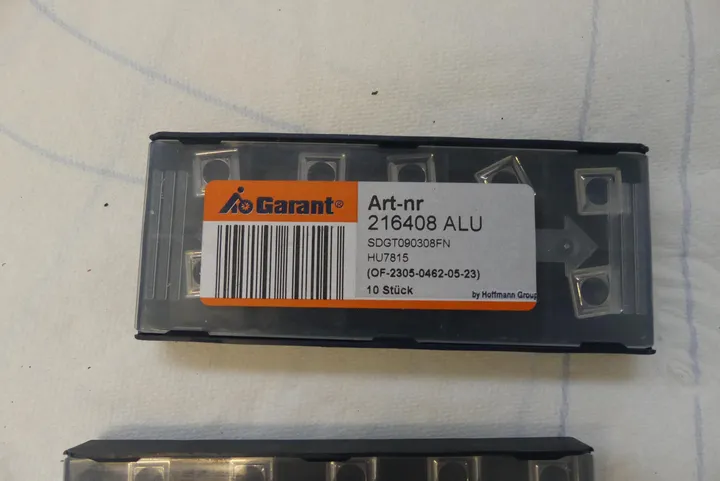 Garant®
Art-nr
216408 ALU
SDGT090308FN
HU7815
(OF-2305-0462-05-23)
10 Stück
by Hoffmann Group